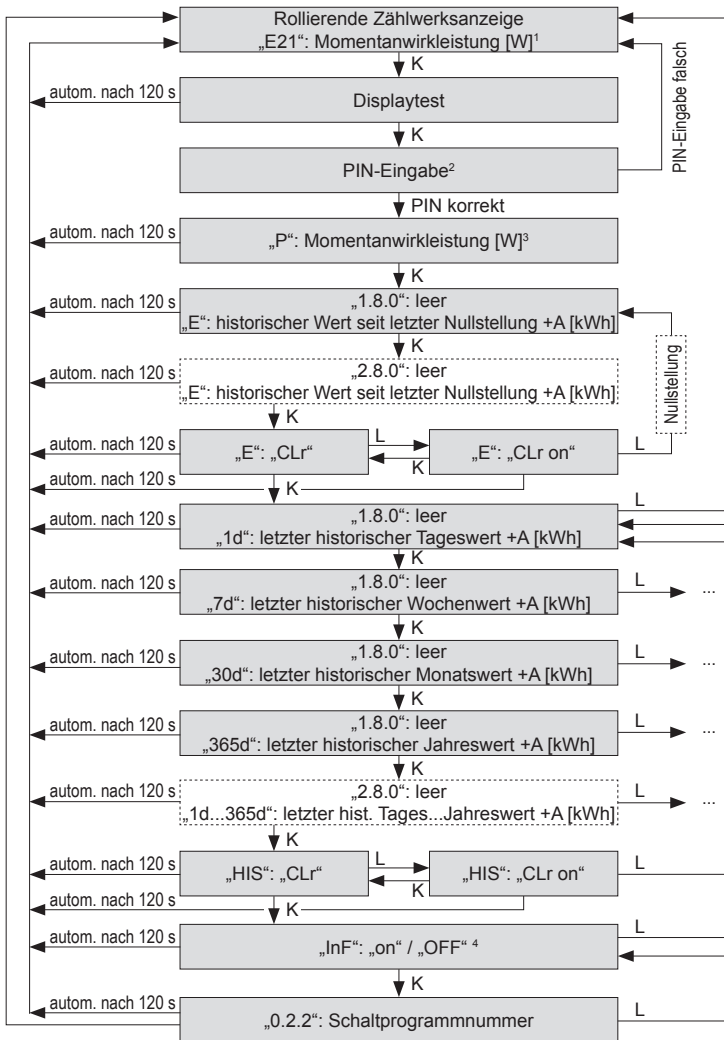 Rollierende Zählwerksanzeige
„E21“: Momentanwirkleistung [W]¹
K
autom. nach 120 s
Displaytest
K
PIN-Eingabe falsch
PIN-Eingabe²
PIN korrekt
autom. nach 120 s
„P“: Momentanwirkleistung [W]³
K
autom. nach 120 s
„1.8.0“: leer
„E“: historischer Wert seit letzter Nullstellung +A [kWh]
K
Nullstellung
autom. nach 120 s
„2.8.0“: leer
„E“: historischer Wert seit letzter Nullstellung +A [kWh]
K
autom. nach 120 s
„E“: „CLr“
L
K
„E“: „CLr on“
L
autom. nach 120 s
K
L
autom. nach 120 s
„1.8.0“: leer
„1d“: letzter historischer Tageswert +A [kWh]
K
autom. nach 120 s
„1.8.0“: leer
„7d“: letzter historischer Wochenwert +A [kWh]
L
...
K
autom. nach 120 s
„1.8.0“: leer
„30d“: letzter historischer Monatswert +A [kWh]
L
...
K
autom. nach 120 s
„1.8.0“: leer
„365d“: letzter historischer Jahreswert +A [kWh]
L
...
K
autom. nach 120 s
„2.8.0“: leer
„1d...365d“: letzter hist. Tages...Jahreswert +A [kWh]
L
...
K
autom. nach 120 s
„HIS“: „CLr“
L
K
„HIS“: „CLr on“
L
autom. nach 120 s
K
autom. nach 120 s
„InF“: „on“ / „OFF“ ⁴
L
K
autom. nach 120 s
„0.2.2“: Schaltprogrammnummer
L